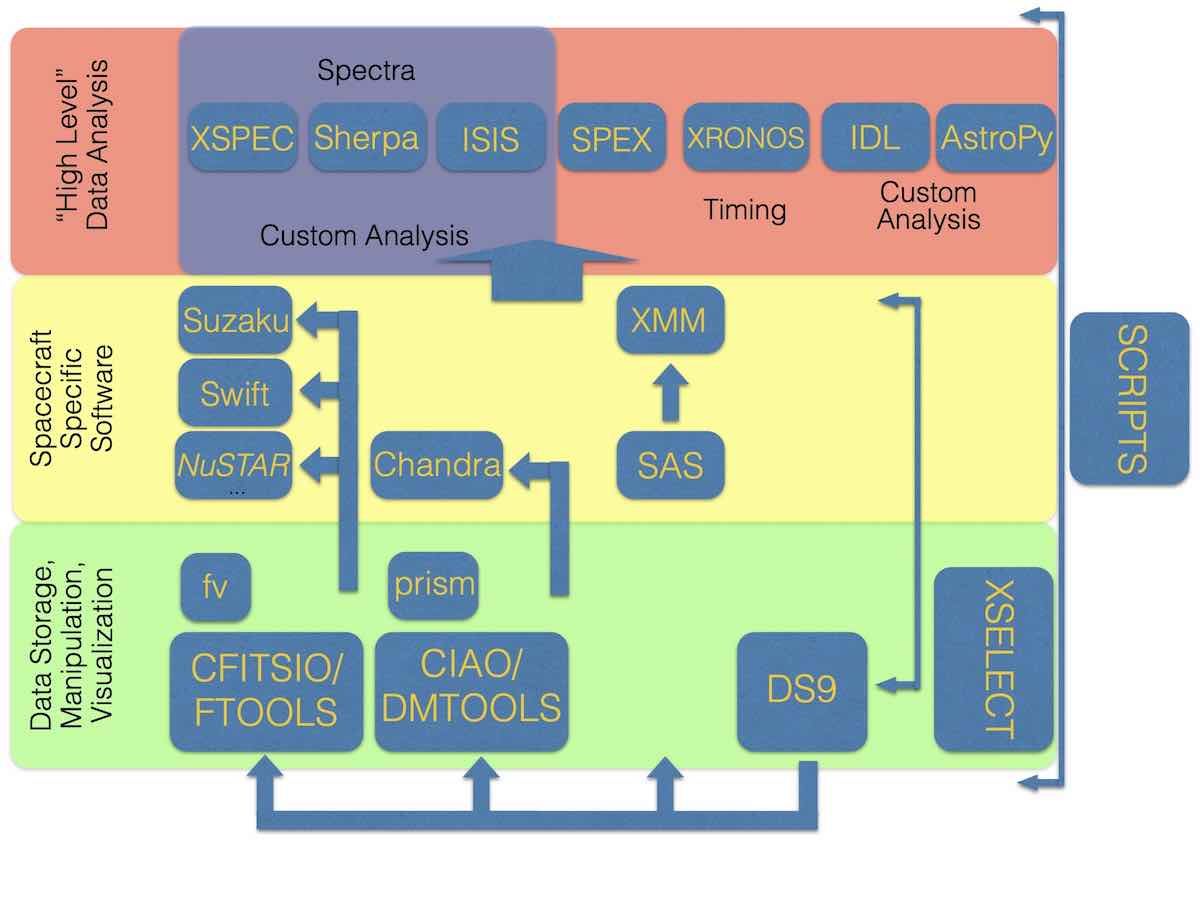 “High Level”
Data Analysis
Spectra
XSPEC
Sherpa
ISIS
SPEX
XRONOS
IDL
AstroPy
Custom Analysis
Timing
Custom
Analysis
Spacecraft
Specific
Software
Suzaku
Swift
NuSTAR
...
Chandra
XMM
SAS
SCRIPTS
Data Storage,
Manipulation,
Visualization
fv
prism
CFITSIO/
FTOOLS
CIAO/
DMTOOLS
DS9
XSELECT